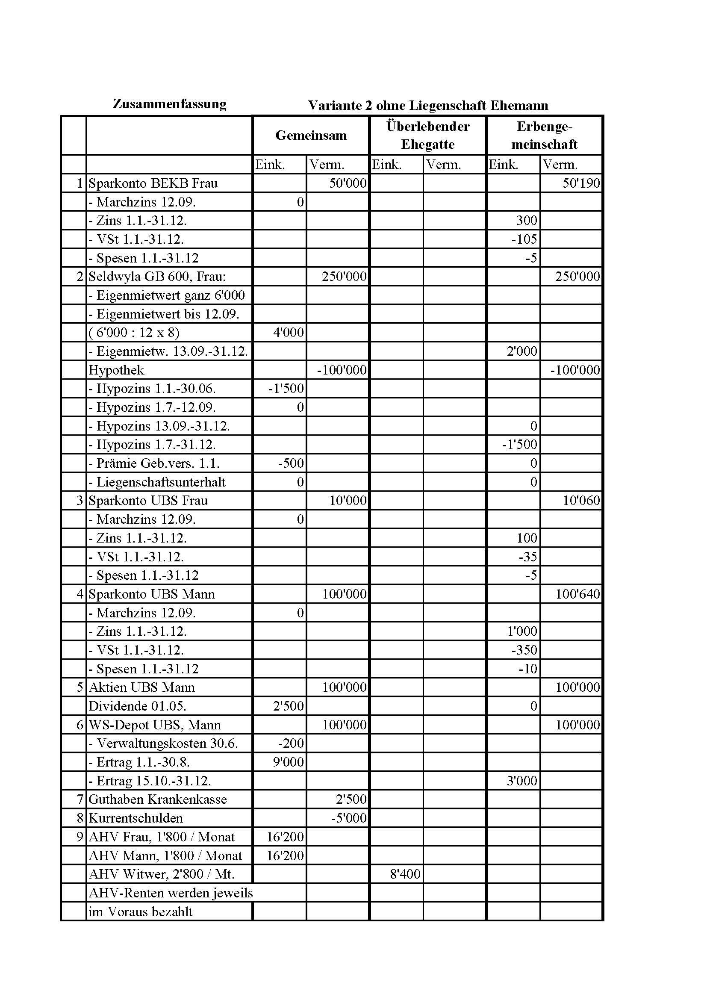 Zusammenfassung Variante 2 ohne Liegenschaft Ehemann
Gemeinsam Überlebender Ehegatte Erbenge-meinschaft
Eink. Verm. Eink. Verm. Eink. Verm.
1 Sparkonto BEKB Frau 50'000 50'190
- Marchzins 12.09. 0
- Zins 1.1.-31.12. 300
- VSt 1.1.-31.12. -105
- Spesen 1.1.-31.12 -5
2 Seldwyla GB 600, Frau: 250'000 250'000
- Eigenmietwert ganz 6'000
- Eigenmietwert bis 12.09.
( 6'000 : 12 x 8) 4'000
- Eigenmietw. 13.09.-31.12. 2'000
Hypothek -100'000 -100'000
- Hypozins 1.1.-30.06. -1'500
- Hypozins 1.7.-12.09. 0
- Hypozins 13.09.-31.12. 0
- Hypozins 1.7.-31.12. -1'500
- Prämie Geb.vers. 1.1. -500 0
- Liegenschaftsunterhalt 0 0
3 Sparkonto UBS Frau 10'000 10'060
- Marchzins 12.09. 0
- Zins 1.1.-31.12. 100
- VSt 1.1.-31.12. -35
- Spesen 1.1.-31.12 -5
4 Sparkonto UBS Mann 100'000 100'640
- Marchzins 12.09. 0
- Zins 1.1.-31.12. 1'000
- VSt 1.1.-31.12. -350
- Spesen 1.1.-31.12 -10
5 Aktien UBS Mann 100'000 100'000
Dividende 01.05. 2'500 0
6 WS-Depot UBS, Mann 100'000 100'000
- Verwaltungskosten 30.6. -200
- Ertrag 1.1.-30.8. 9'000
- Ertrag 15.10.-31.12. 3'000
7 Guthaben Krankenkasse 2'500
8 Kurrentschulden -5'000
9 AHV Frau, 1'800 / Monat 16'200
AHV Mann, 1'800 / Monat 16'200
AHV Witwer, 2'800 / Mt. 8'400
AHV-Renten werden jeweils
im Voraus bezahlt